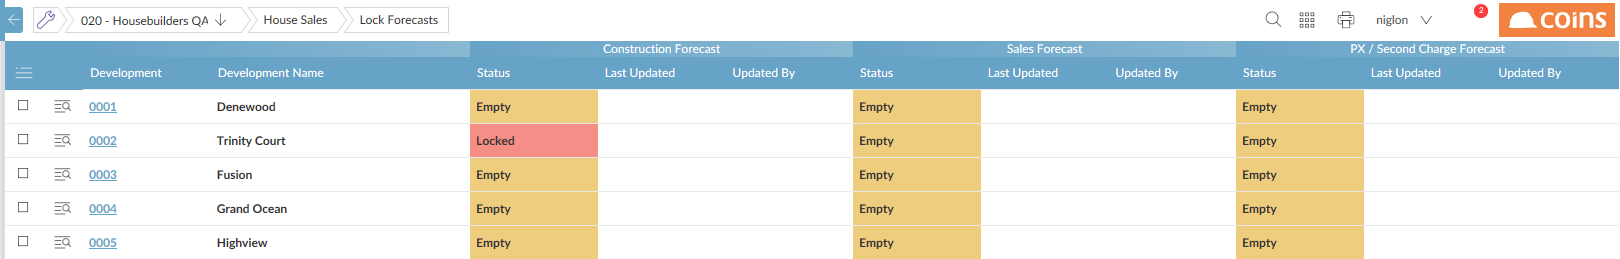 020 - Housebuilders QA House Sales Lock Forecasts niglon 2 coins
Construction Forecast Sales Forecast PX / Second Charge Forecast
Development Development Name Status Last Updated Updated By Status Last Updated Updated By Status Last Updated Updated By
0001 Denewood Empty Empty Empty
0002 Trinity Court Locked Empty Empty
0003 Fusion Empty Empty Empty
0004 Grand Ocean Empty Empty Empty
0005 Highview Empty Empty Empty